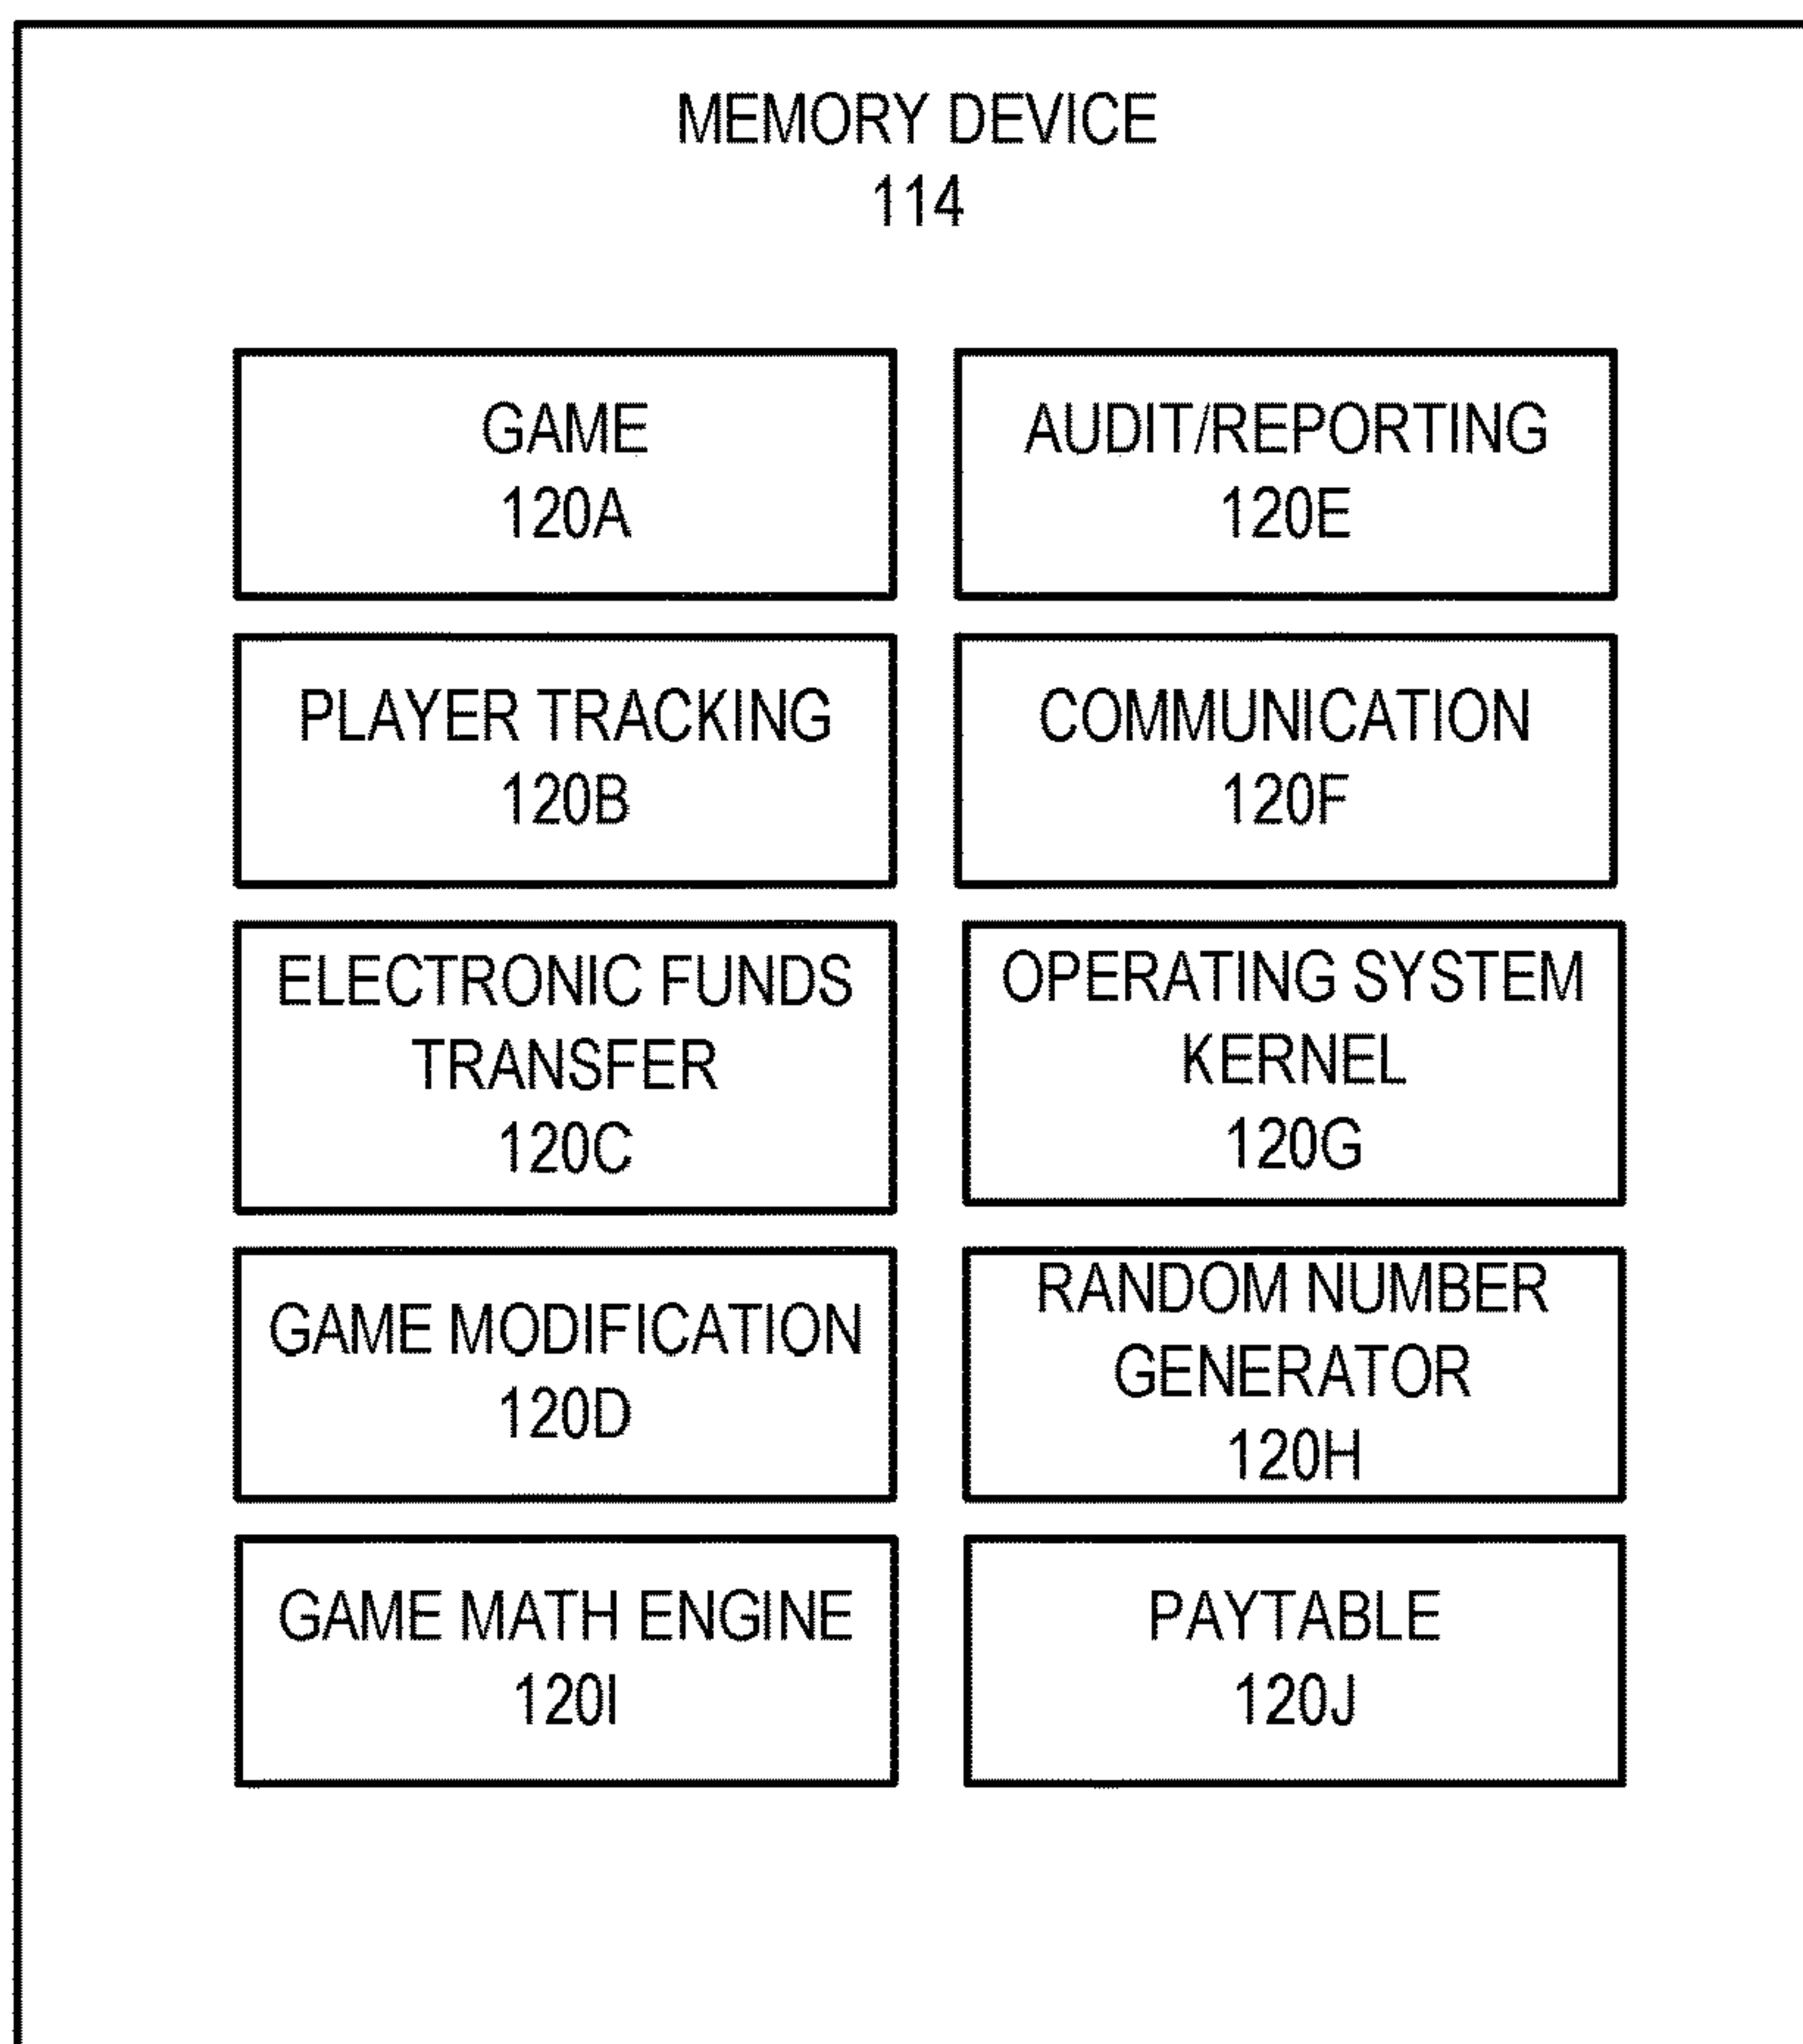 MEMORY DEVICE
114
GAME
120A
AUDIT/REPORTING
120E
PLAYER TRACKING
120B
COMMUNICATION
120F
ELECTRONIC FUNDS
TRANSFER
120C
OPERATING SYSTEM
KERNEL
120G
GAME MODIFICATION
120D
RANDOM NUMBER
GENERATOR
120H
GAME MATH ENGINE
120I
PAYTABLE
120J